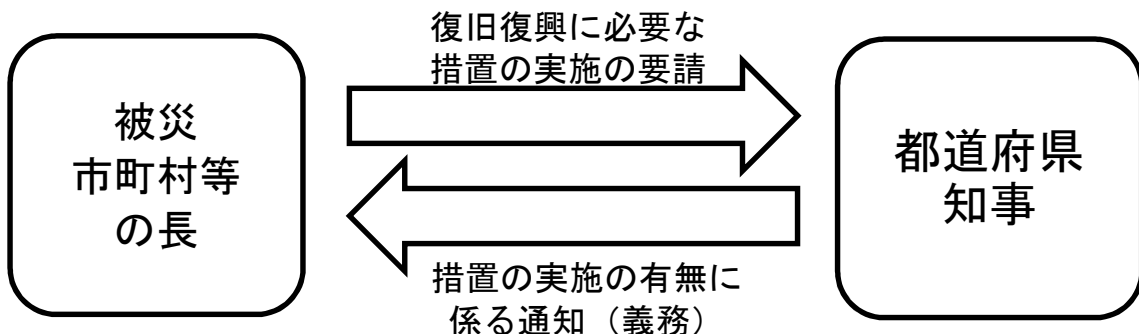 復旧復興に必要な
措置の実施の要請
被災
市町村等
の長
都道府県
知事
措置の実施の有無に
係る通知（義務）